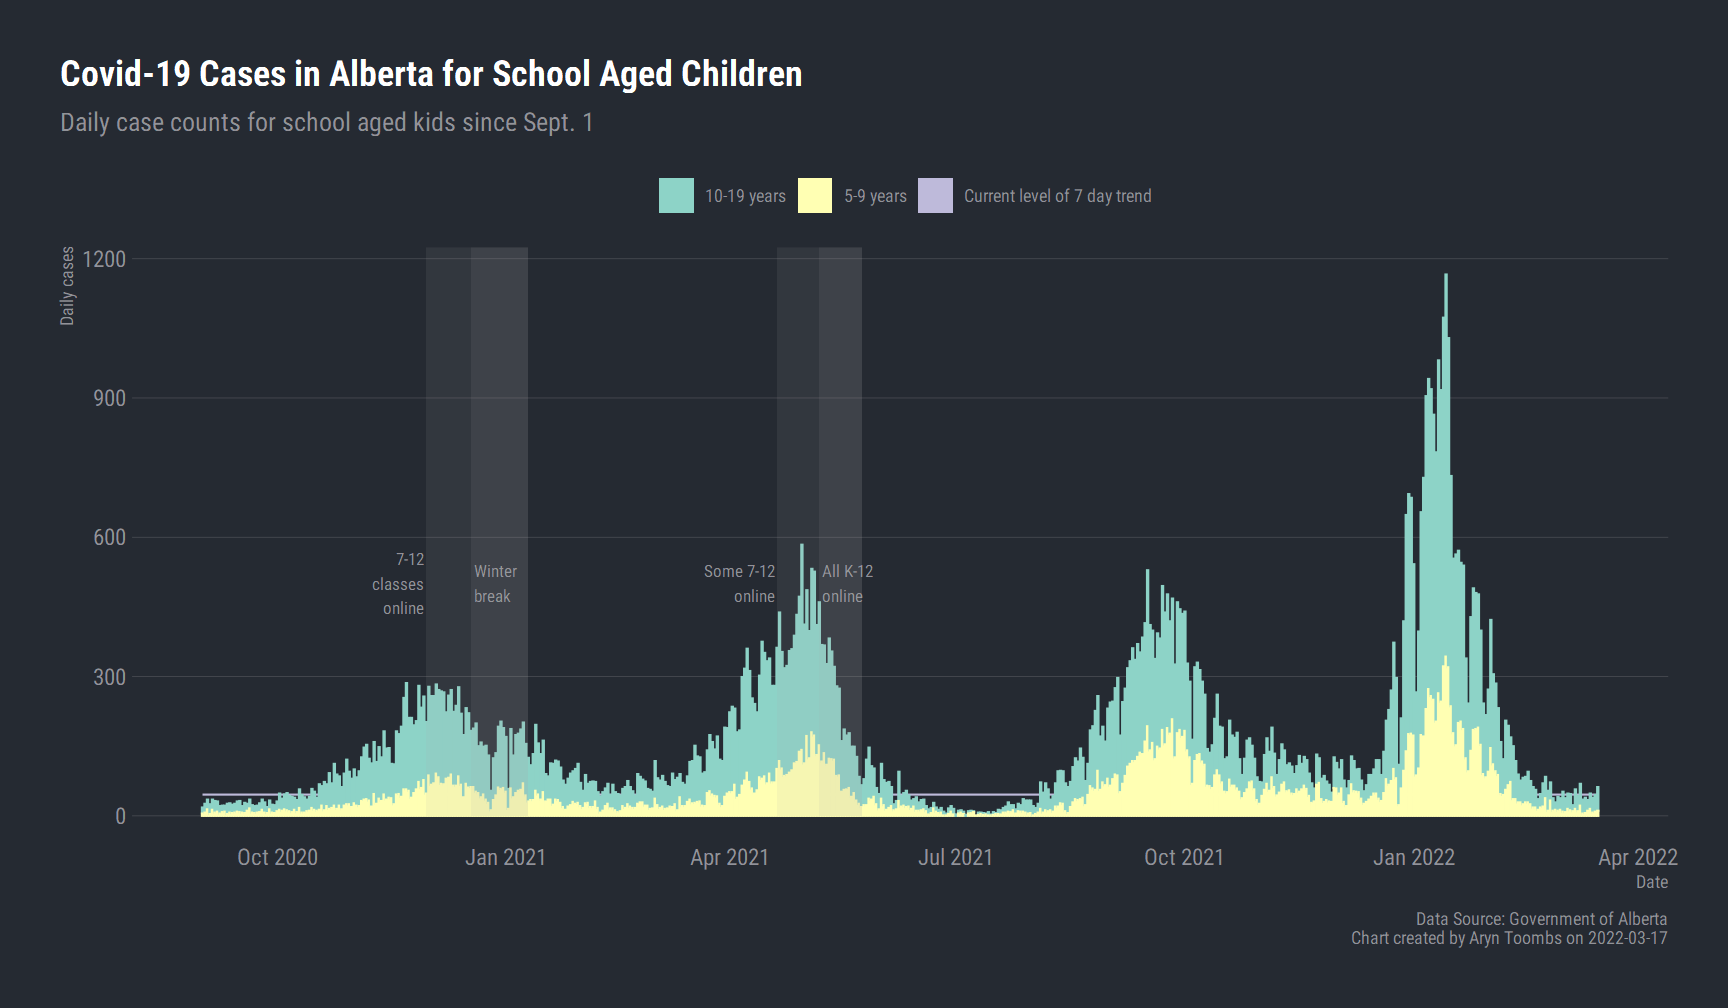 Covid-19 Cases in Alberta for School Aged Children
Daily case counts for school aged kids since Sept. 1
10-19 years
5-9 years
Current level of 7 day trend
Daily cases
1200
900
600
300
0
7-12
classes
online
Winter
break
Some 7-12
online
All K-12
online
Oct 2020
Jan 2021
Apr 2021
Jul 2021
Oct 2021
Jan 2022
Apr 2022
Date
Data Source: Government of Alberta
Chart created by Aryn Toombs on 2022-03-17